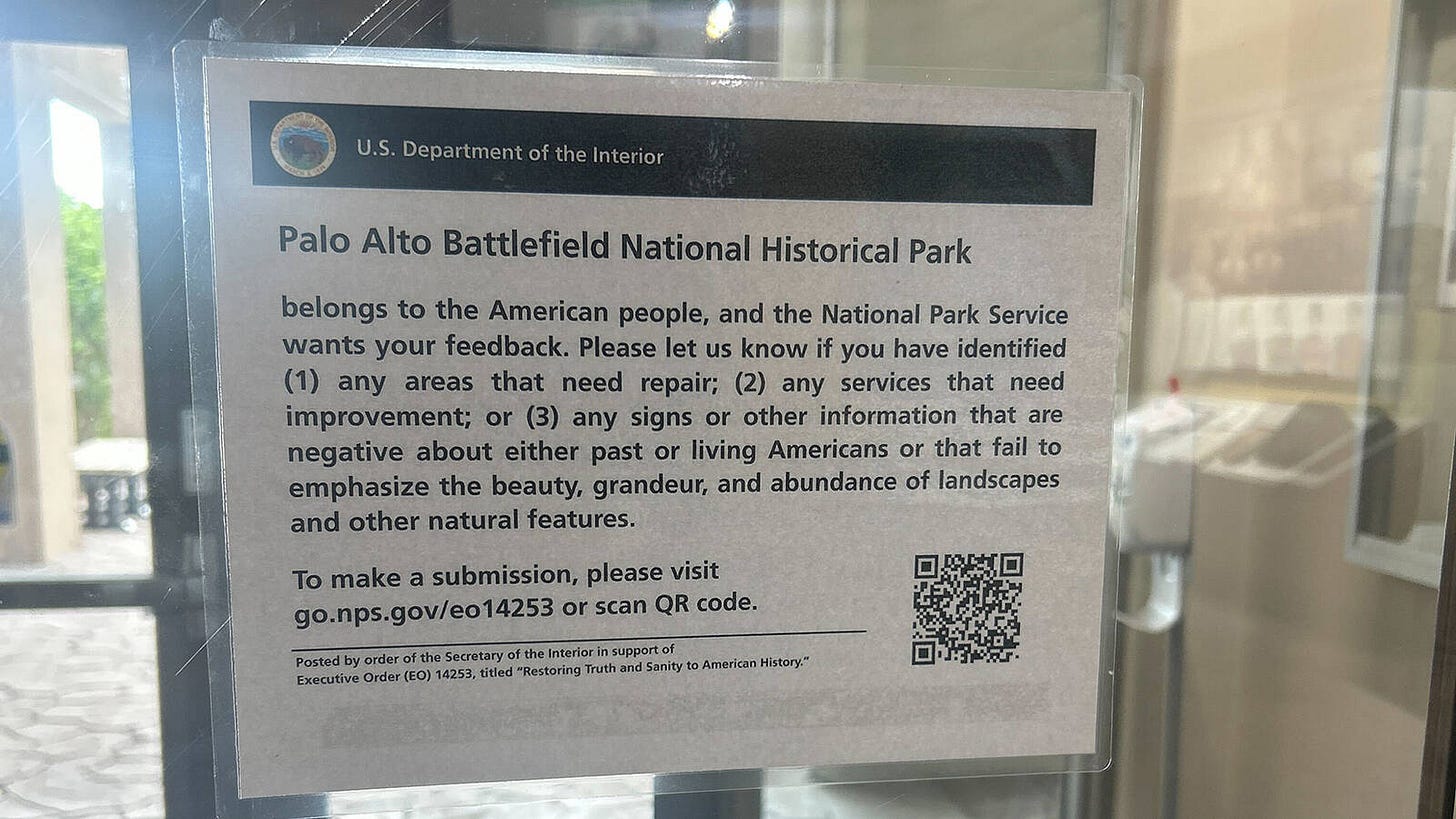 U.S. Department of the Interior
Palo Alto Battlefield National Historical Park
belongs to the American people, and the National Park Service
wants your feedback. Please let us know if you have identified
(1) any areas that need repair; (2) any services that need
improvement; or (3) any signs or other information that are
negative about either past or living Americans or that fail to
emphasize the beauty, grandeur, and abundance of landscapes
and other natural features.
To make a submission, please visit
go.nps.gov/eo14253 or scan QR code.
Posted by order of the Secretary of the Interior in support of
Executive Order (EO) 14253, titled “Restoring Truth and Sanity to American History.”